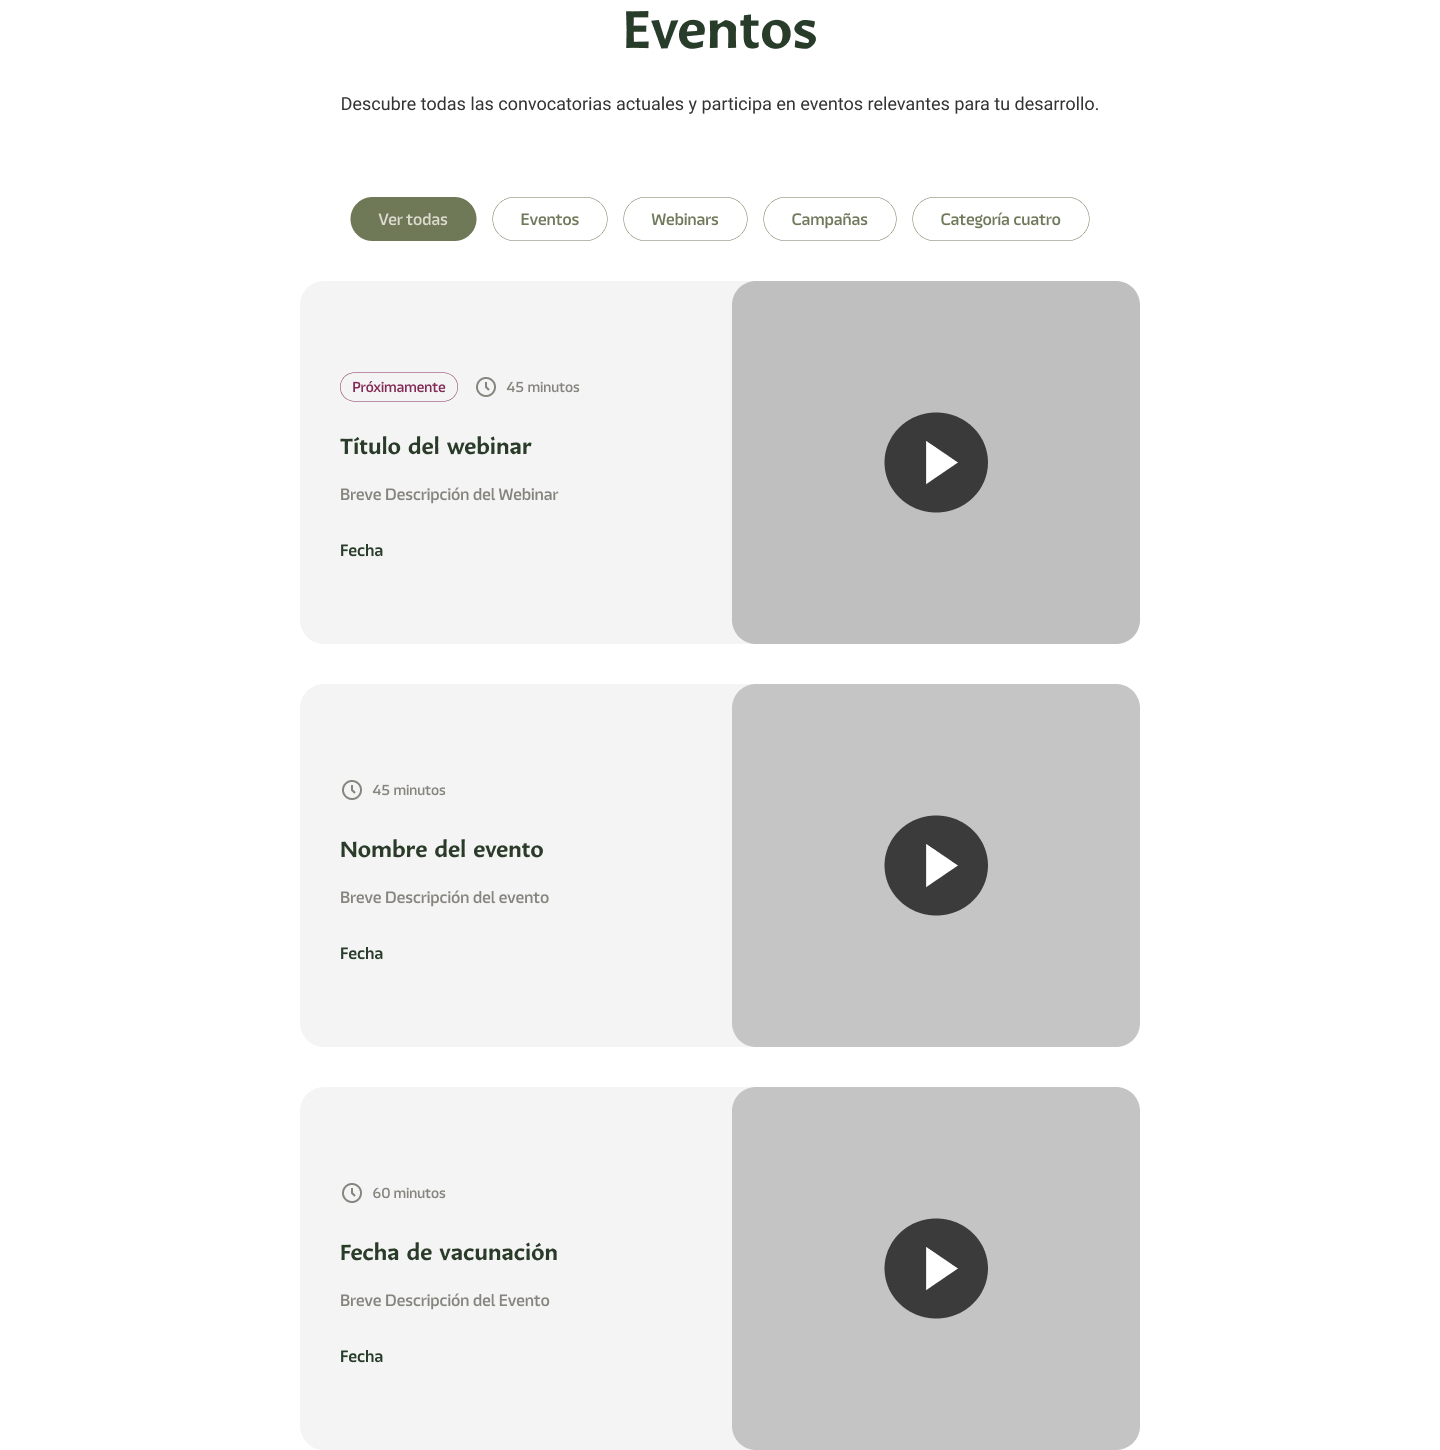 Eventos
Descubre todas las convocatorias actuales y participa en eventos relevantes para tu desarrollo.
Ver todas
Eventos
Webinars
Campañas
Categoría cuatro
Próximamente
45 minutos
Título del webinar
Breve Descripción del Webinar
Fecha
45 minutos
Nombre del evento
Breve Descripción del evento
Fecha
60 minutos
Fecha de vacunación
Breve Descripción del Evento
Fecha